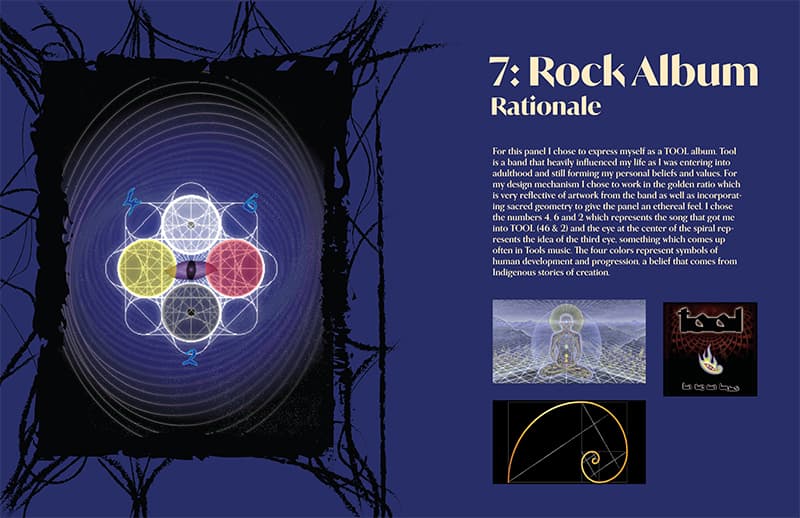 7: Rock Album
Rationale
For this panel I chose to express myself as a TOOL album. Tool
is a band that heavily influenced my life as I was entering into
adulthood and still forming my personal beliefs and values. For
my design mechanism I chose to work in the golden ratio which
is very reflective of artwork from the band as well as incorporat-
ing sacred geometry to give the panel an ethereal feel. I chose
the numbers 4, 6 and 2 which represents the song that got me
into TOOL (46 & 2) and the eye at the center of the spiral rep-
resents the idea of the third eye, something which comes up
often in Tools music. The four colors represent symbols of
human development and progression, a belief that comes from
Indigenous stories of creation.
4
6
2
tool